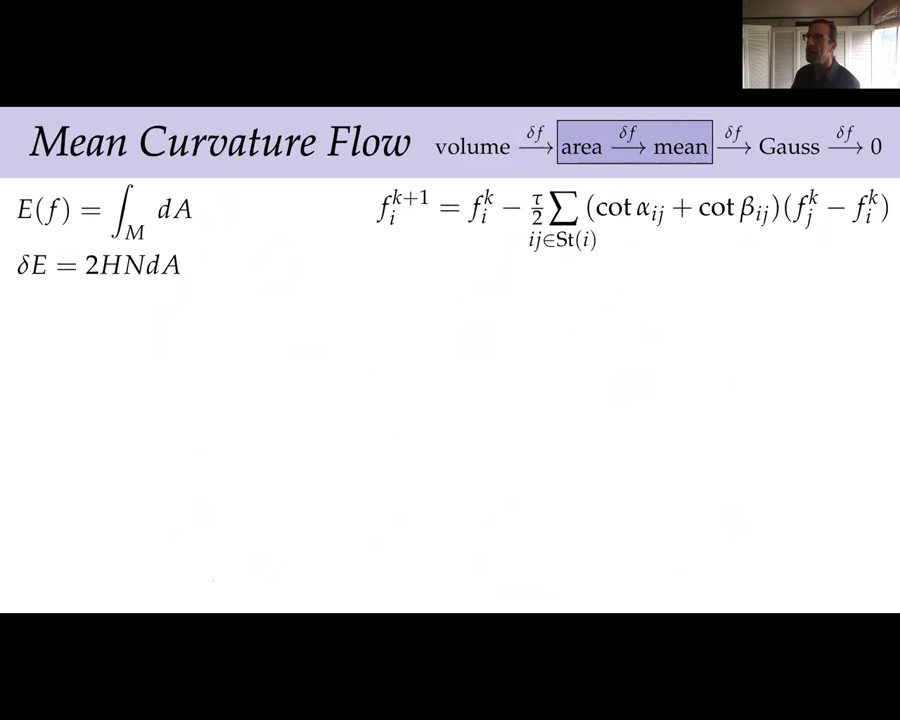 Mean Curvature Flow volume $\xrightarrow{\delta f}$ area $\xrightarrow{\delta f}$ mean $\xrightarrow{\delta f}$ Gauss $\xrightarrow{\delta f}$ 0
$E(f) = \int_M dA$ $f_i^{k+1} = f_i^k - \frac{\tau}{2} \sum_{ij \in \text{St}(i)} (\cot \alpha_{ij} + \cot \beta_{ij})(f_j^k - f_i^k)$
$\delta E = 2HNdA$